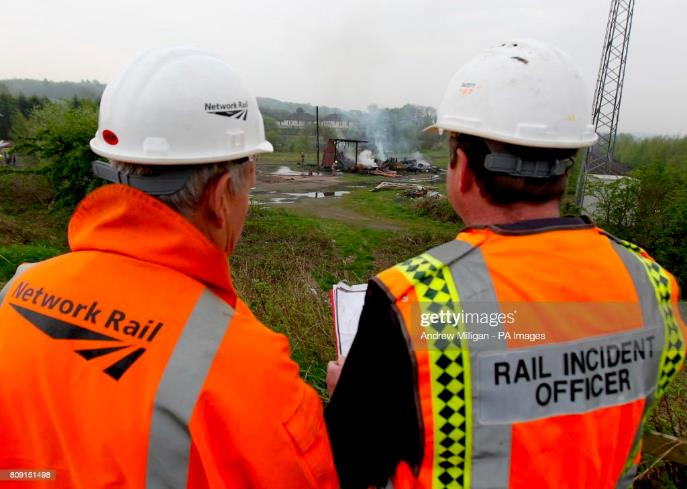 Network Rail
Network Rail
gettyimages®
Andrew Milligan - PA Images
RAIL INCIDENT
OFFICER
809151498